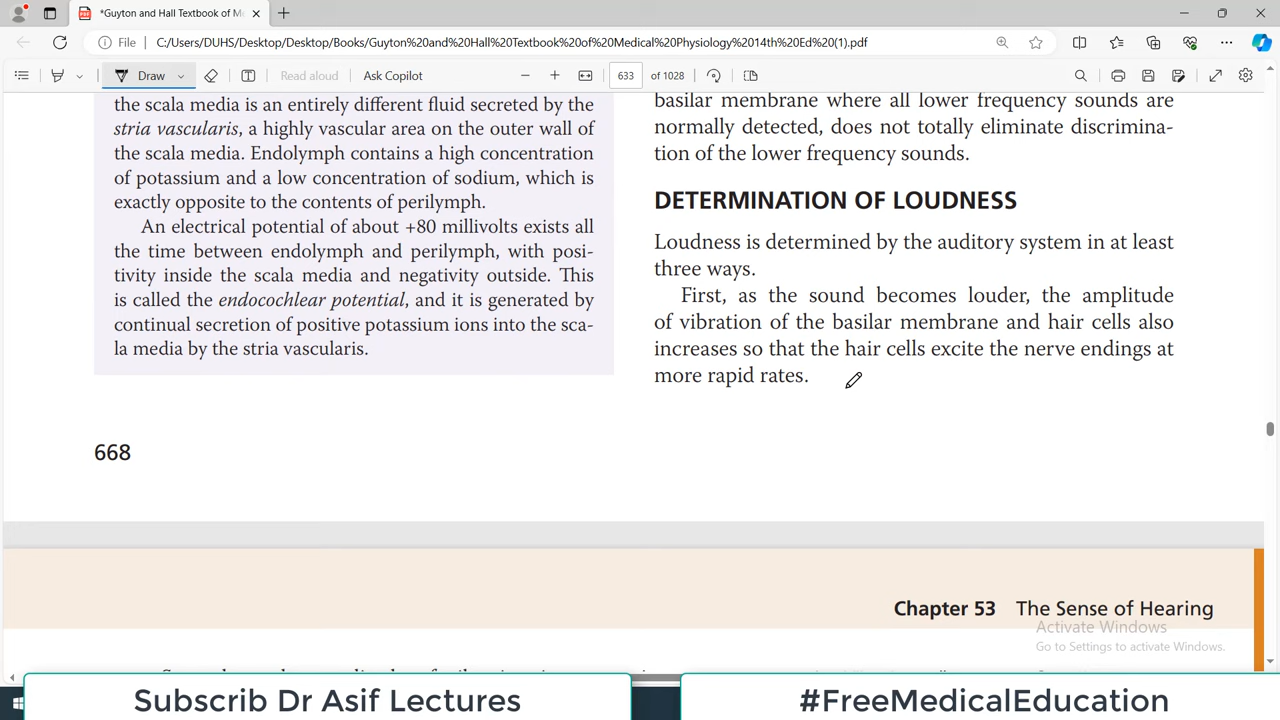 *Guyton and Hall Textbook of Me
File
C:/Users/DUHS/Desktop/Desktop/Books/Guyton%20and%20Hall%20Textbook%20of%20Medical%20Physiology%2014th%20Ed%20(1).pdf
Draw
Read aloud
Ask Copilot
633
of 1028
the scala media is an entirely different fluid secreted by the
stria vascularis, a highly vascular area on the outer wall of
the scala media. Endolymph contains a high concentration
of potassium and a low concentration of sodium, which is
exactly opposite to the contents of perilymph.
An electrical potential of about +80 millivolts exists all
the time between endolymph and perilymph, with posi-
tivity inside the scala media and negativity outside. This
is called the endocochlear potential, and it is generated by
continual secretion of positive potassium ions into the sca-
la media by the stria vascularis.
668
basilar membrane where all lower frequency sounds are
normally detected, does not totally eliminate discrimina-
tion of the lower frequency sounds.
DETERMINATION OF LOUDNESS
Loudness is determined by the auditory system in at least
three ways.
First, as the sound becomes louder, the amplitude
of vibration of the basilar membrane and hair cells also
increases so that the hair cells excite the nerve endings at
more rapid rates.
Chapter 53 The Sense of Hearing
Activate Windows
Go to Settings to activate Windows.
Subscrib Dr Asif Lectures
#FreeMedicalEducation